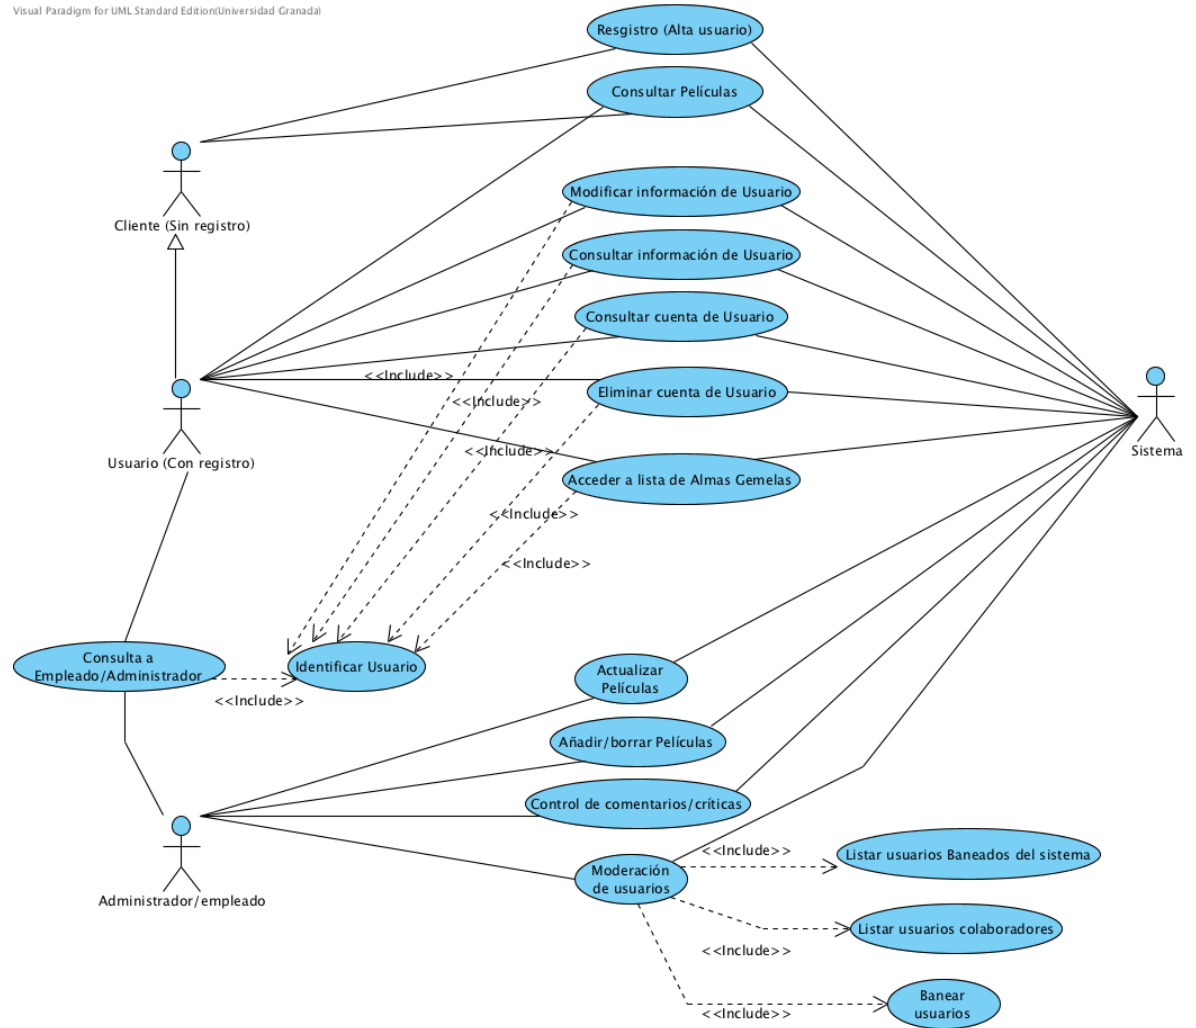 Visual Paradigm for UML Standard Edition(Universidad Granada)
Resgistro (Alta usuario)
Consultar Películas
Cliente (Sin registro)
Modificar información de Usuario
Consultar información de Usuario
Consultar cuenta de Usuario
<<Include>>
Eliminar cuenta de Usuario
<<Include>>
Usuario (Con registro)
<<Include>>
Sistema
Acceder a lista de Almas Gemelas
<<Include>>
<<Include>>
Consulta a
Empleado/Administrador
Identificar Usuario
<<Include>>
Actualizar
Películas
Añadir/borrar Películas
Control de comentarios/críticas
Administrador/empleado
Moderación
de usuarios
<<Include>>
Listar usuarios Baneados del sistema
Listar usuarios colaboradores
<<Include>>
Banear
usuarios
<<Include>>